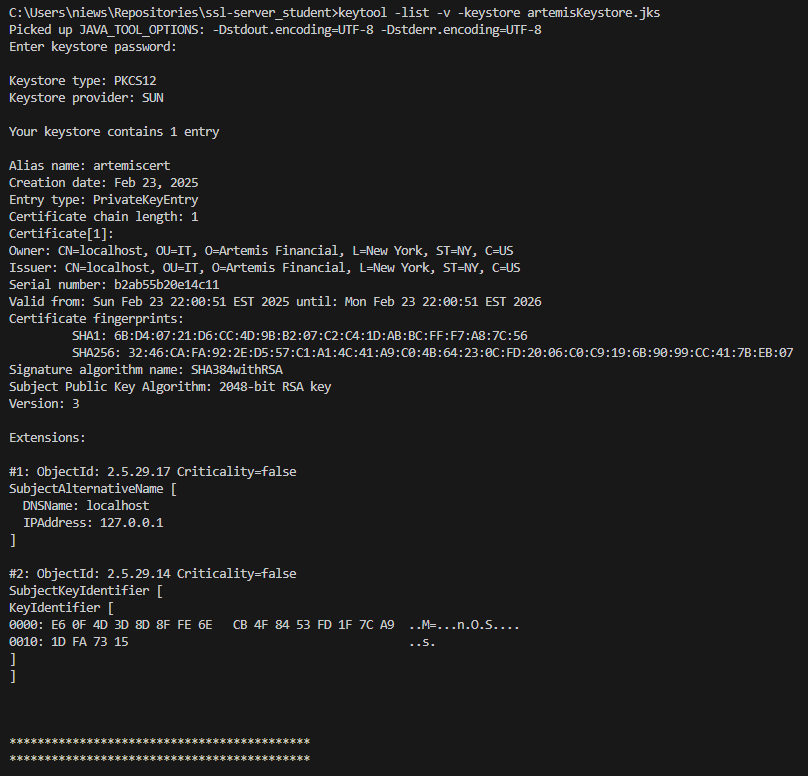 C:\Users\niews\Repositories\ssl-server_student>keytool -list -v -keystore artemisKeystore.jks
Picked up JAVA_TOOL_OPTIONS: -Dstdout.encoding=UTF-8 -Dstderr.encoding=UTF-8
Enter keystore password:
Keystore type: PKCS12
Keystore provider: SUN
Your keystore contains 1 entry
Alias name: artemiscert
Creation date: Feb 23, 2025
Entry type: PrivateKeyEntry
Certificate chain length: 1
Certificate[1]:
Owner: CN=localhost, OU=IT, O=Artemis Financial, L=New York, ST=NY, C=US
Issuer: CN=localhost, OU=IT, O=Artemis Financial, L=New York, ST=NY, C=US
Serial number: b2ab55b20e14c11
Valid from: Sun Feb 23 22:00:51 EST 2025 until: Mon Feb 23 22:00:51 EST 2026
Certificate fingerprints:
SHA1: 6B:D4:07:21:D6:CC:4D:9B:B2:07:C2:C4:1D:AB:BC:FF:F7:A8:7C:56
SHA256: 32:46:CA:FA:92:2E:D5:57:C1:A1:4C:41:A9:C0:4B:64:23:0C:FD:20:06:C0:C9:19:6B:90:99:CC:41:7B:EB:07
Signature algorithm name: SHA384withRSA
Subject Public Key Algorithm: 2048-bit RSA key
Version: 3
Extensions:
#1: ObjectId: 2.5.29.17 Criticality=false
SubjectAlternativeName [
DNSName: localhost
IPAddress: 127.0.0.1
]
#2: ObjectId: 2.5.29.14 Criticality=false
SubjectKeyIdentifier [
KeyIdentifier [
0000: E6 0F 4D 3D 8D 8F FE 6E   CB 4F 84 53 FD 1F 7C A9  ..M=...n.O.S....
0010: 1D FA 73 15                                        ..s.
]
]
*******************************************
*******************************************